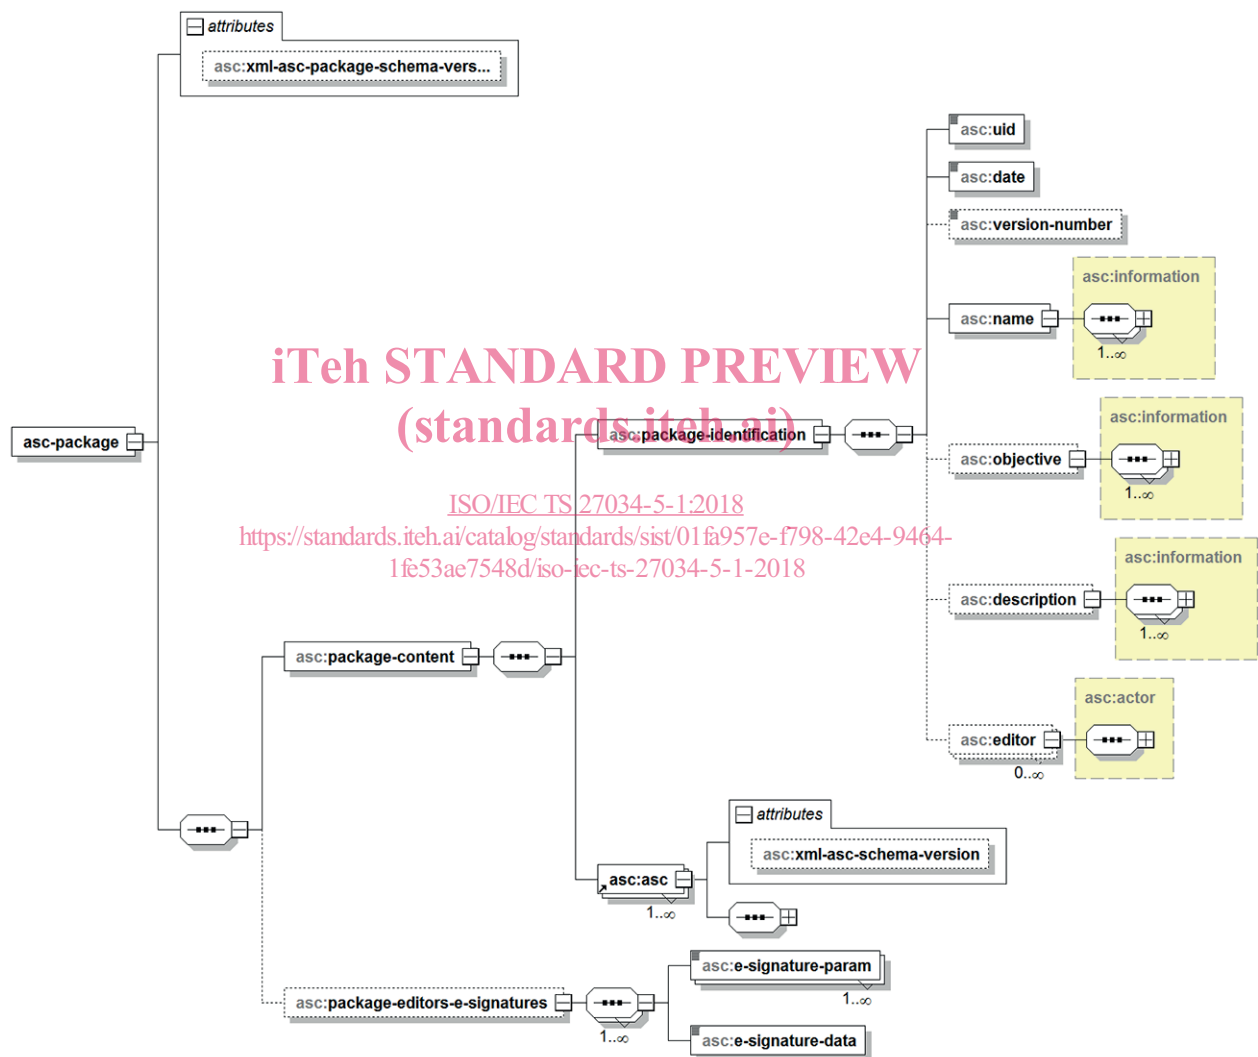 attributes
asc:xml-asc-package-schema-vers...
asc:uid
asc:date
asc:version-number
asc:information
asc:name
1..∞
iTeh STANDARD PREVIEW
(standards.iteh.ai)
asc-package
asc:package-identification
asc:information
asc:objective
1..∞
ISO/IEC TS 27034-5-1:2018
https://standards.iteh.ai/catalog/standards/sist/01fa957e-f798-42e4-9464-
1fe53ae7548d/iso-iec-ts-27034-5-1-2018
asc:information
asc:description
1..∞
asc:package-content
asc:actor
asc:editor
0..∞
attributes
asc:xml-asc-schema-version
asc:asc
1..∞
asc:e-signature-param
1..∞
asc:package-editors-e-signatures
1..∞
asc:e-signature-data